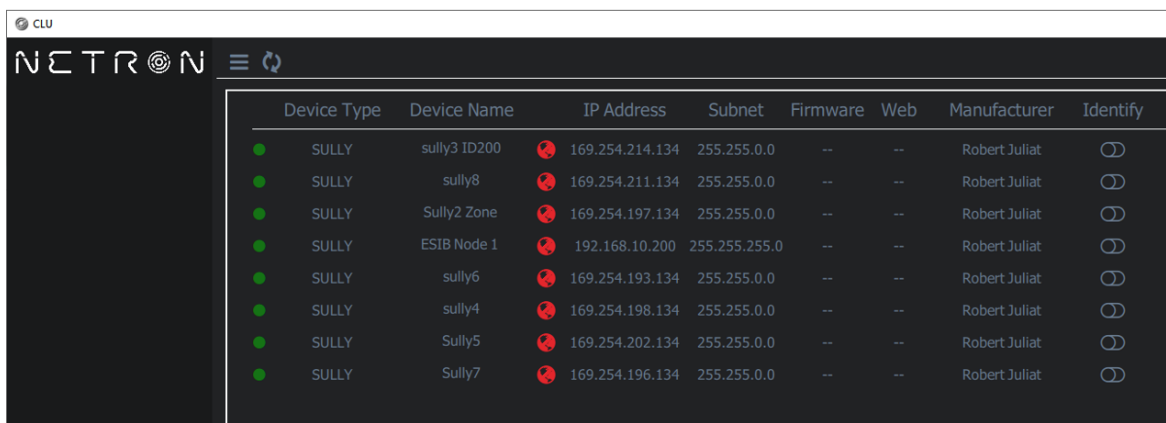 CLU
NETRON
Device Type Device Name IP Address Subnet Firmware Web Manufacturer Identify
SULLY sully3 ID200 169.254.214.134 255.255.0.0 -- -- Robert Juliat
SULLY sully8 169.254.211.134 255.255.0.0 -- -- Robert Juliat
SULLY Sully2 Zone 169.254.197.134 255.255.0.0 -- -- Robert Juliat
SULLY ESIB Node 1 192.168.10.200 255.255.255.0 -- -- Robert Juliat
SULLY sully6 169.254.193.134 255.255.0.0 -- -- Robert Juliat
SULLY sully4 169.254.198.134 255.255.0.0 -- -- Robert Juliat
SULLY Sully5 169.254.202.134 255.255.0.0 -- -- Robert Juliat
SULLY Sully7 169.254.196.134 255.255.0.0 -- -- Robert Juliat